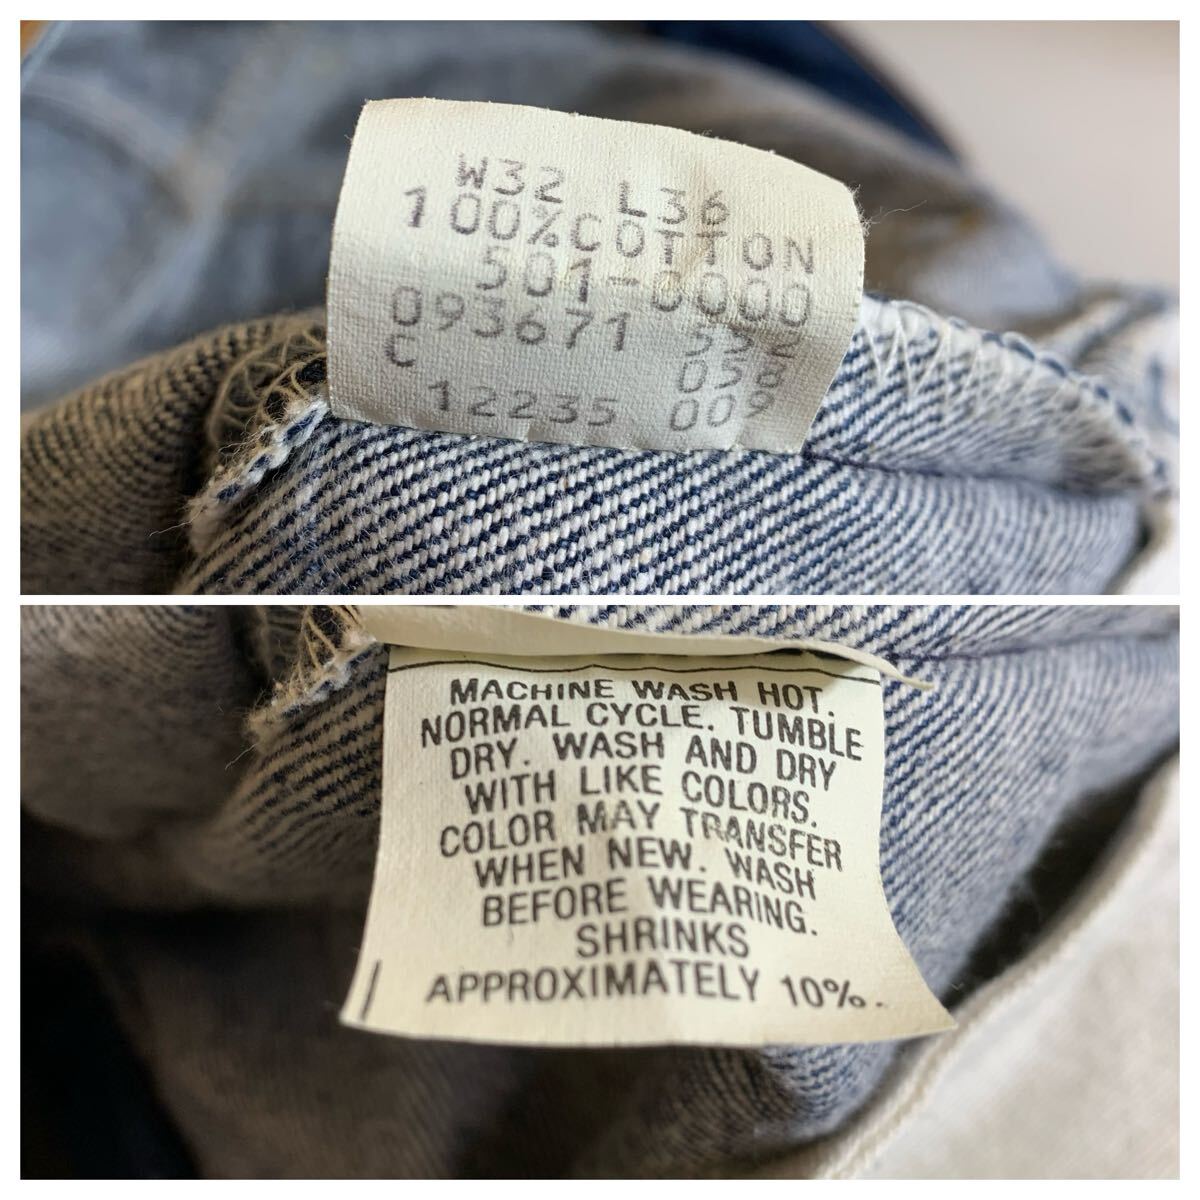 W32 L36
100%COTTON
501-0000
093671 532
C 058
12235 009
MACHINE WASH HOT.
NORMAL CYCLE. TUMBLE
DRY. WASH AND DRY
WITH LIKE COLORS.
COLOR MAY TRANSFER
WHEN NEW. WASH
BEFORE WEARING.
SHRINKS
APPROXIMATELY 10%.